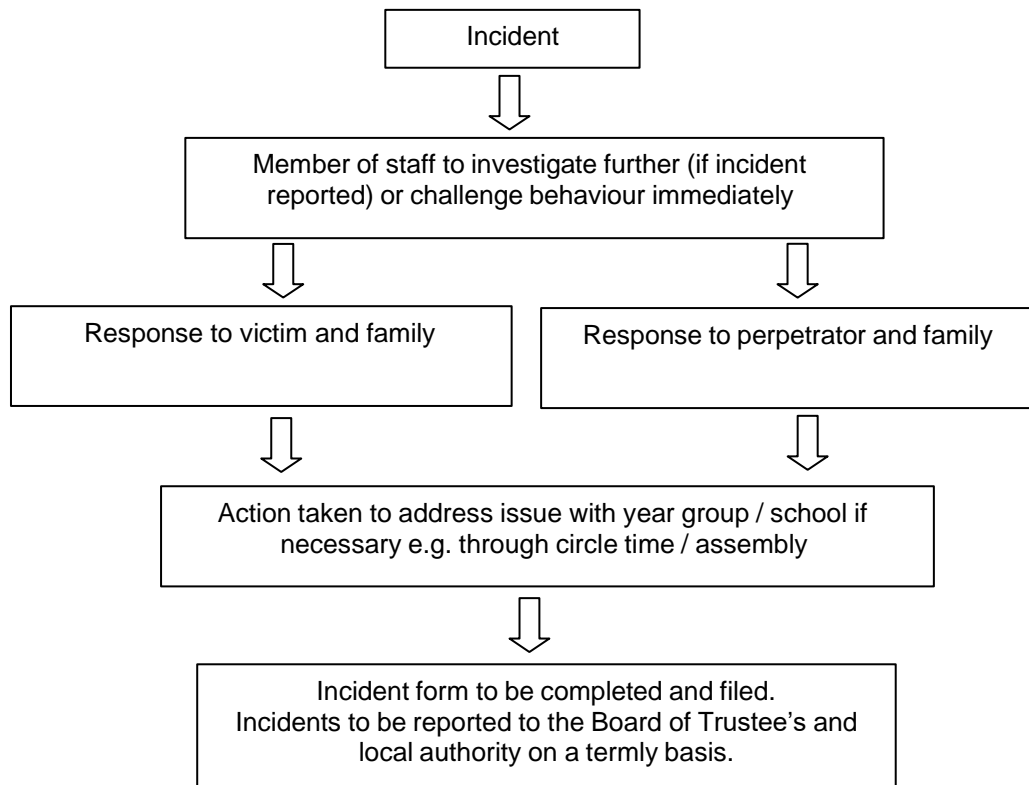 Incident
Member of staff to investigate further (if incident
reported) or challenge behaviour immediately
Response to victim and family
Response to perpetrator and family
Action taken to address issue with year group / school if
necessary e.g. through circle time / assembly
Incident form to be completed and filed.
Incidents to be reported to the Board of Trustee’s and
local authority on a termly basis.